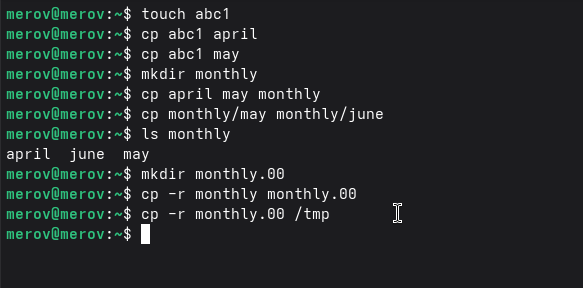 merov@merov:~$ touch abc1
merov@merov:~$ cp abc1 april
merov@merov:~$ cp abc1 may
merov@merov:~$ mkdir monthly
merov@merov:~$ cp april may monthly
merov@merov:~$ cp monthly/may monthly/june
merov@merov:~$ ls monthly
april  june  may
merov@merov:~$ mkdir monthly.00
merov@merov:~$ cp -r monthly monthly.00
merov@merov:~$ cp -r monthly.00 /tmp
merov@merov:~$